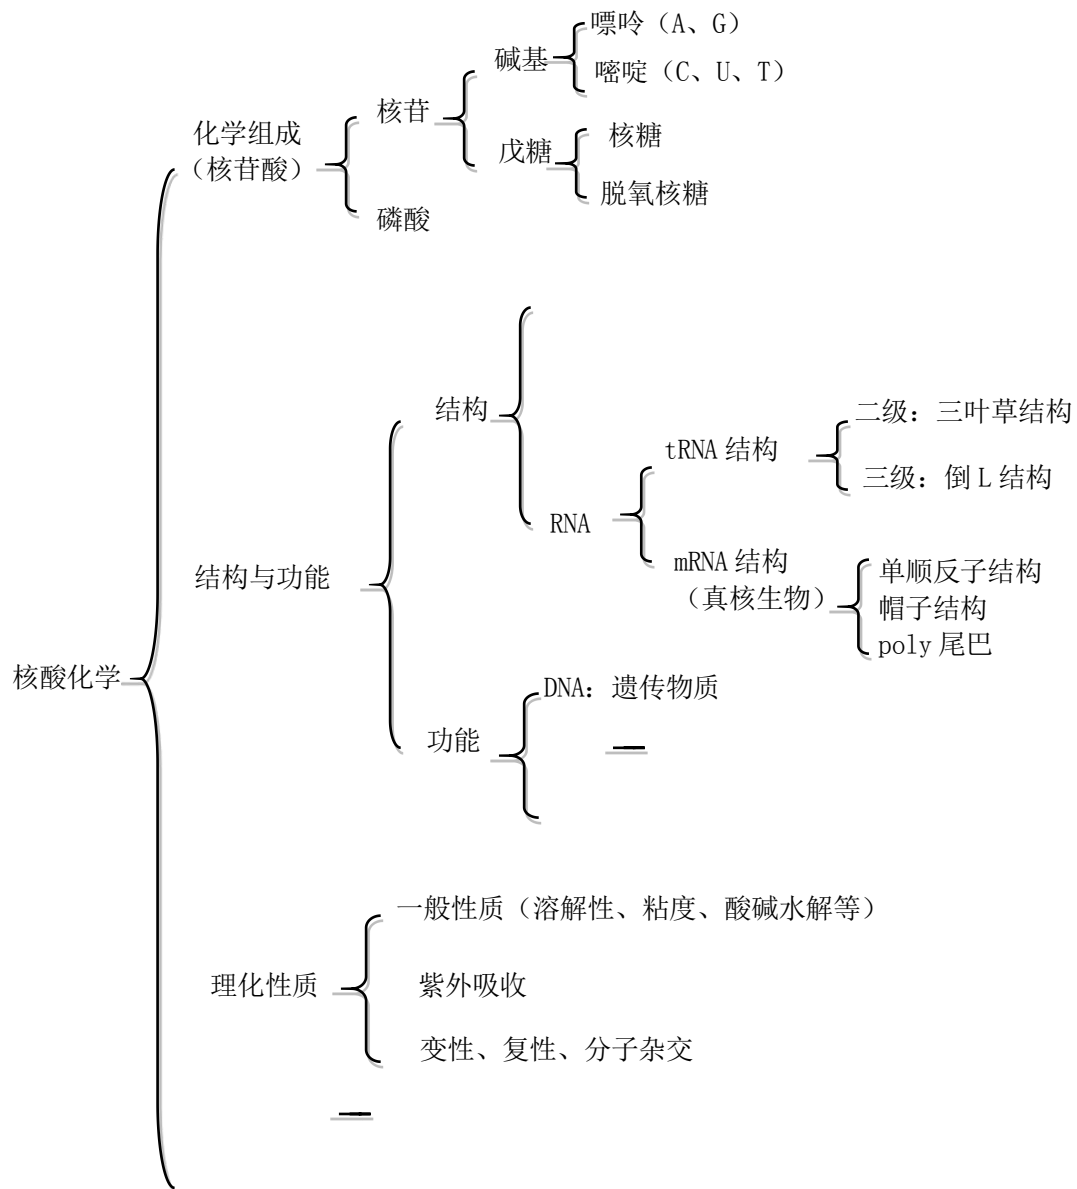 嘌呤（A、G）
碱基
嘧啶（C、U、T）
核苷
化学组成
（核苷酸）
核糖
戊糖
脱氧核糖
磷酸
结构
二级：三叶草结构
tRNA 结构
三级：倒 L 结构
RNA
mRNA 结构
（真核生物）
单顺反子结构
帽子结构
poly 尾巴
结构与功能
核酸化学
DNA：遗传物质
功能
一般性质（溶解性、粘度、酸碱水解等）
理化性质
紫外吸收
变性、复性、分子杂交